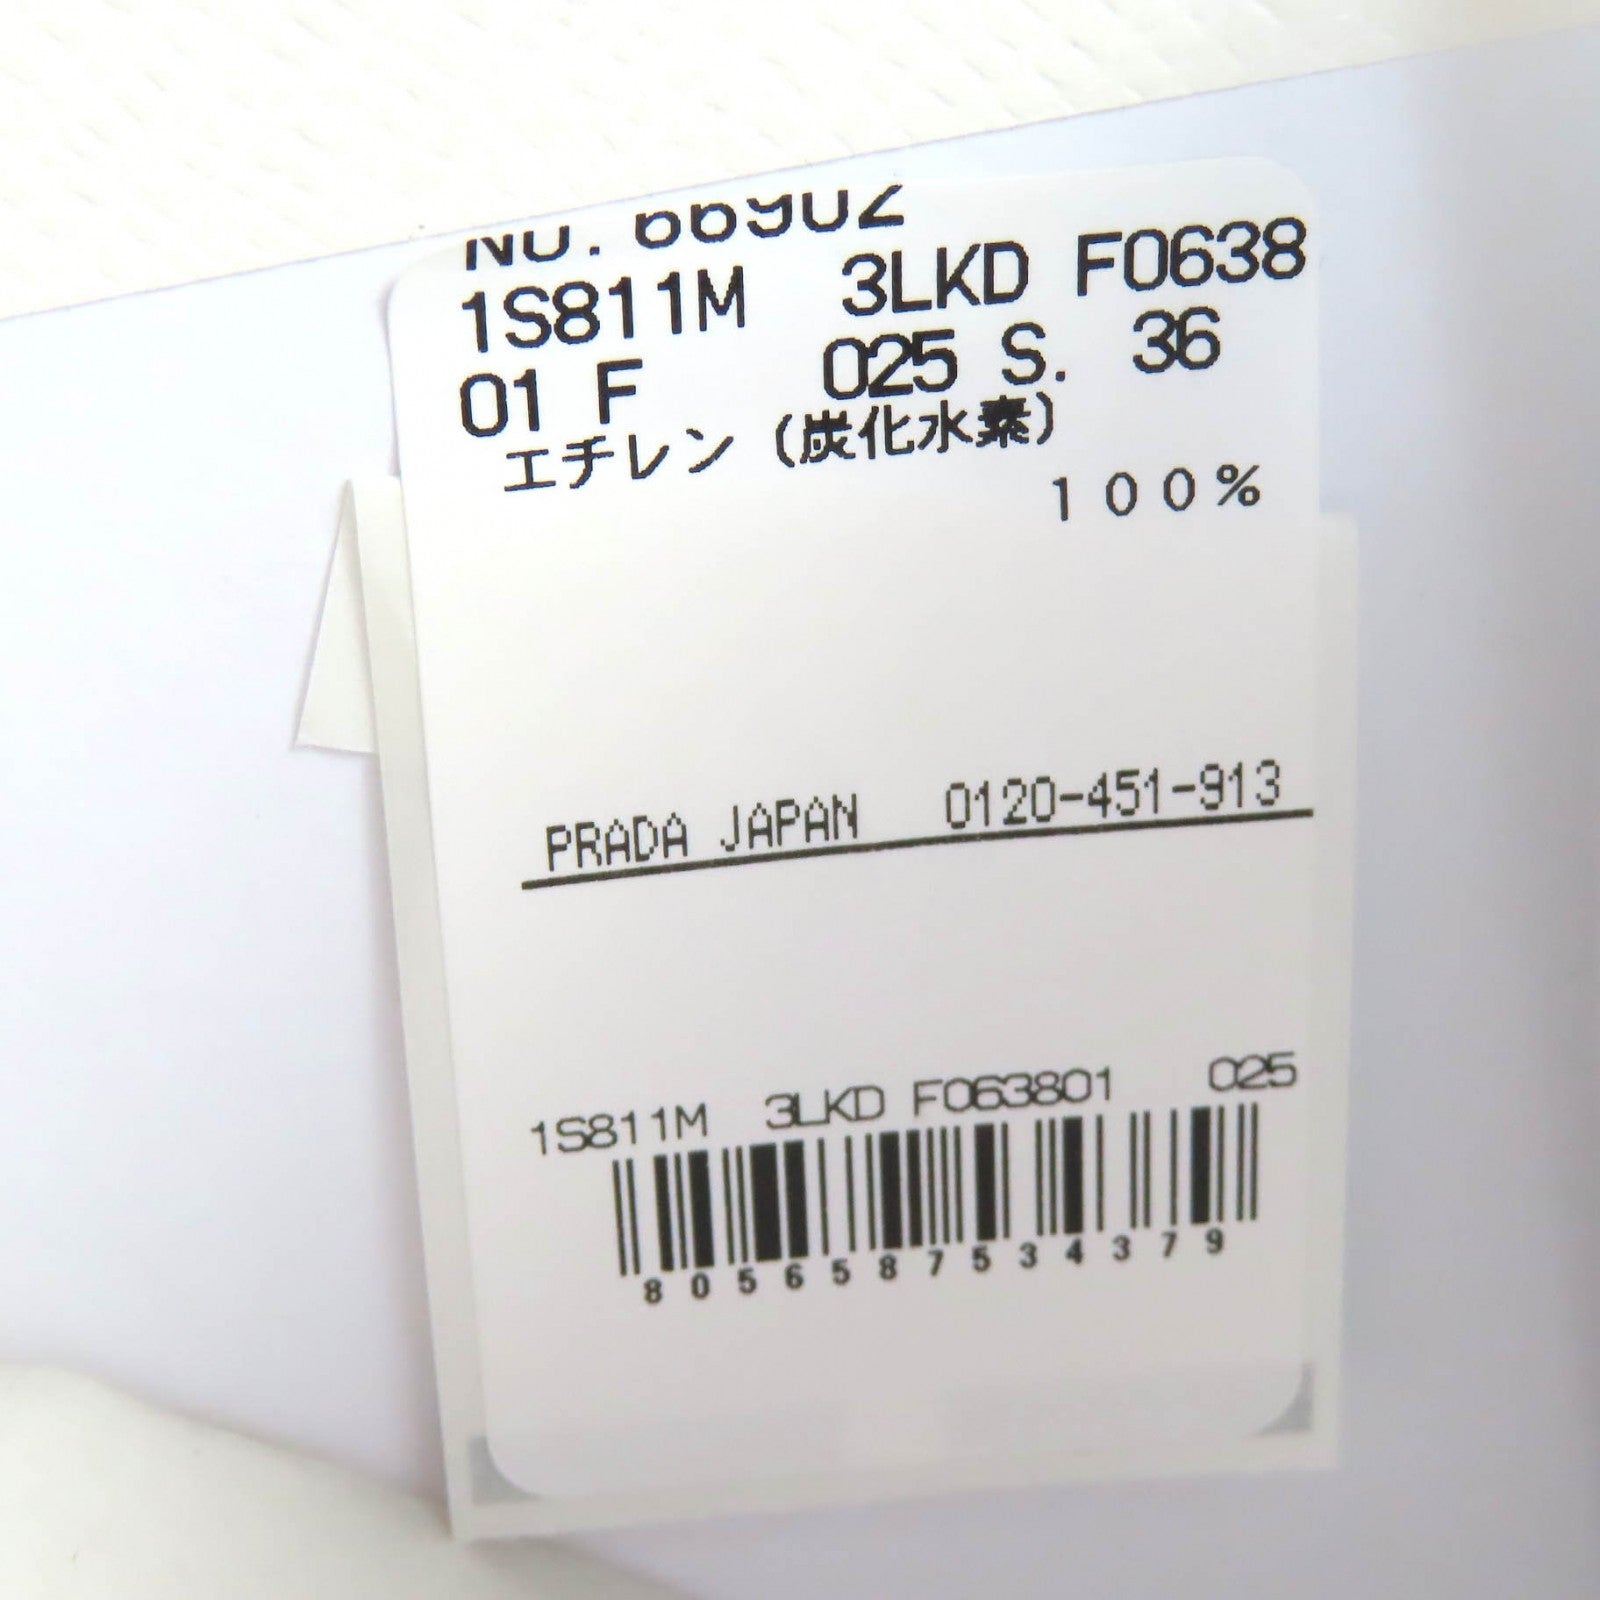 NO. 66902
1S811M 3LKD F0638
01 F 025 S. 36
エチレン（炭化水素）
１００％
PRADA JAPAN 0120-451-913
1S811M 3LKD F063801 025
8056587534379